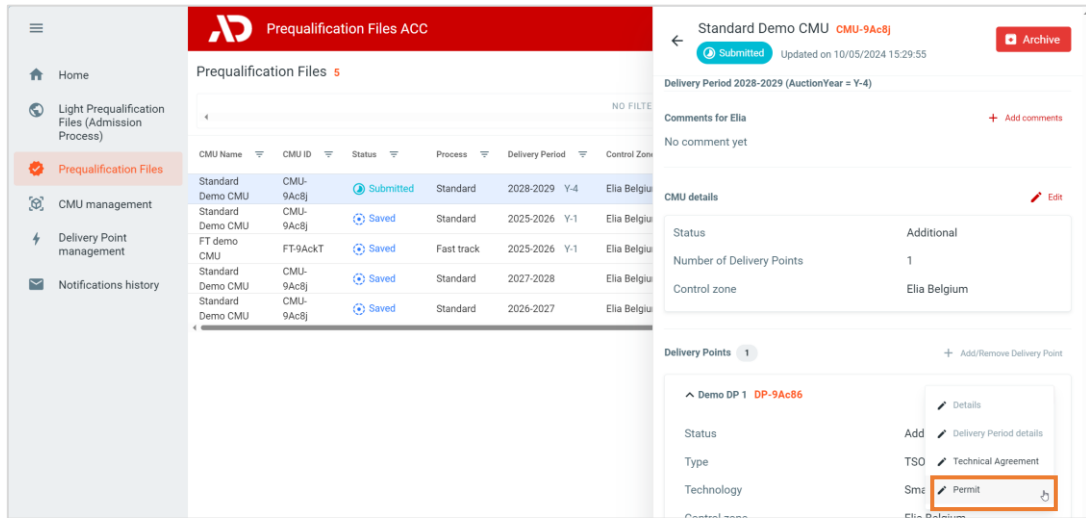 Prequalification Files ACC
Home
Light Prequalification
Files (Admission
Process)
Prequalification Files
CMU management
Delivery Point
management
Notifications history
Prequalification Files 5
NO FILTE
CMU Name CMU ID Status Process Delivery Period Control Zone
Standard
Demo CMU CMU-
9Ac8j Submitted Standard 2028-2029 Y-4 Elia Belgiu
Standard
Demo CMU CMU-
9Ac8j Saved Standard 2025-2026 Y-1 Elia Belgiu
FT demo
CMU FT-9AckT Saved Fast track 2025-2026 Y-1 Elia Belgiu
Standard
Demo CMU CMU-
9Ac8j Saved Standard 2027-2028 Elia Belgiu
Standard
Demo CMU CMU-
9Ac8j Saved Standard 2026-2027 Elia Belgiu
Standard Demo CMU CMU-9Ac8j
Submitted Updated on 10/05/2024 15:29:55
Archive
Delivery Period 2028-2029 (AuctionYear = Y-4)
Comments for Elia + Add comments
No comment yet
CMU details Edit
Status Additional
Number of Delivery Points 1
Control zone Elia Belgium
Delivery Points 1 + Add/Remove Delivery Point
Demo DP 1 DP-9Ac86
Details
Status Add Delivery Period details
Type TSO Technical Agreement
Technology Sma Permit
Control zone Elia Belgium